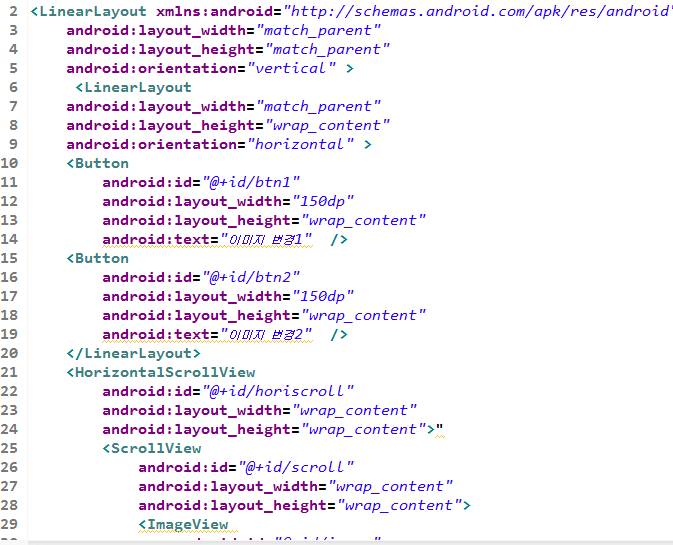 2 <LinearLayout xmlns:android="http://schemas.android.com/apk/res/android"
3 android:layout_width="match_parent"
4 android:layout_height="match_parent"
5 android:orientation="vertical" >
6 <LinearLayout
7 android:layout_width="match_parent"
8 android:layout_height="wrap_content"
9 android:orientation="horizontal" >
10 <Button
11 android:id="@+id/btn1"
12 android:layout_width="150dp"
13 android:layout_height="wrap_content"
14 android:text="이미지 변경1" />
15 <Button
16 android:id="@+id/btn2"
17 android:layout_width="150dp"
18 android:layout_height="wrap_content"
19 android:text="이미지 변경2" />
20 </LinearLayout>
21 <HorizontalScrollView
22 android:id="@+id/horiscroll"
23 android:layout_width="wrap_content"
24 android:layout_height="wrap_content">"
25 <ScrollView
26 android:id="@+id/scroll"
27 android:layout_width="wrap_content"
28 android:layout_height="wrap_content">
29 <ImageView